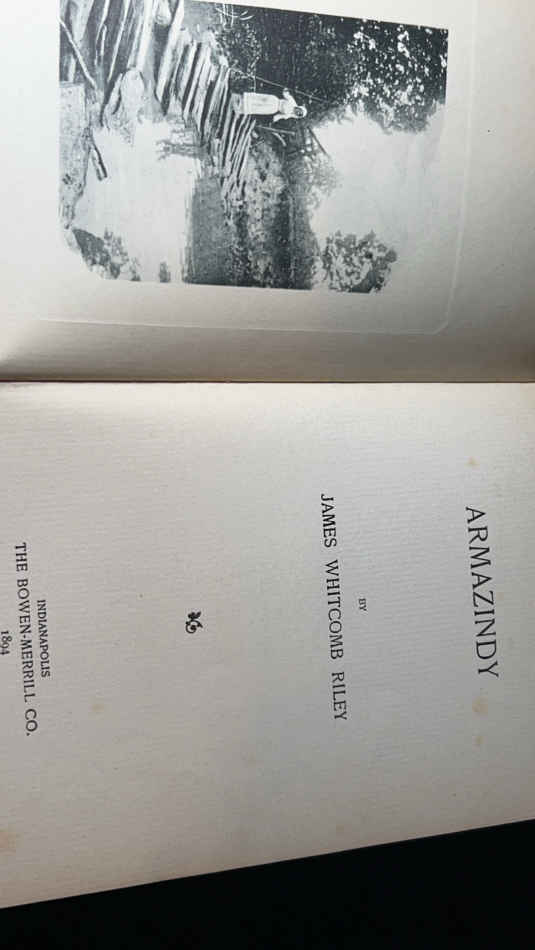 ARMAZINDY
BY
JAMES WHITCOMB RILEY
INDIANAPOLIS
THE BOWEN-MERRILL CO.
1894